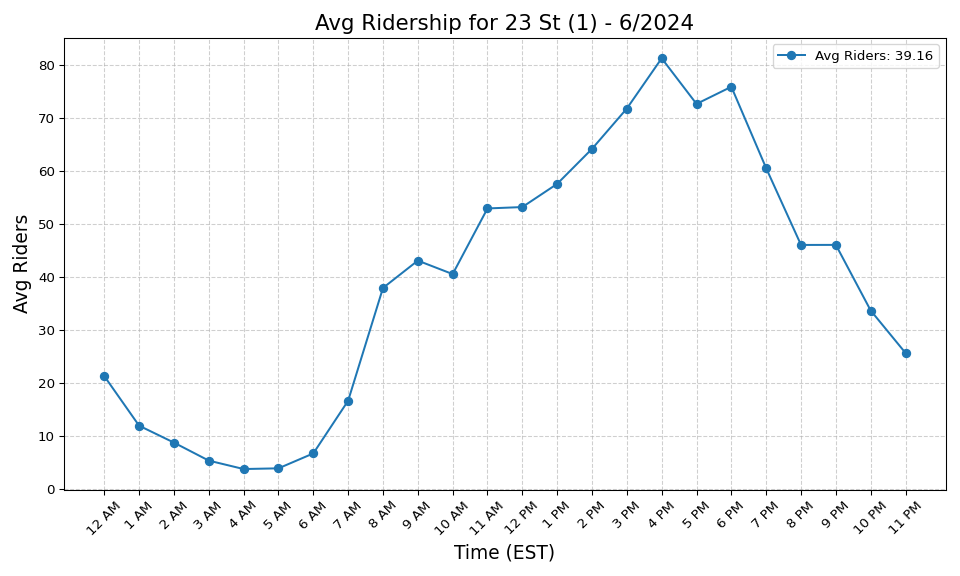 Avg Ridership for 23 St (1) - 6/2024
Avg Riders: 39.16
Avg Riders
80
70
60
50
40
30
20
10
0
12 AM
1 AM
2 AM
3 AM
4 AM
5 AM
6 AM
7 AM
8 AM
9 AM
10 AM
11 AM
12 PM
1 PM
2 PM
3 PM
4 PM
5 PM
6 PM
7 PM
8 PM
9 PM
10 PM
11 PM
Time (EST)